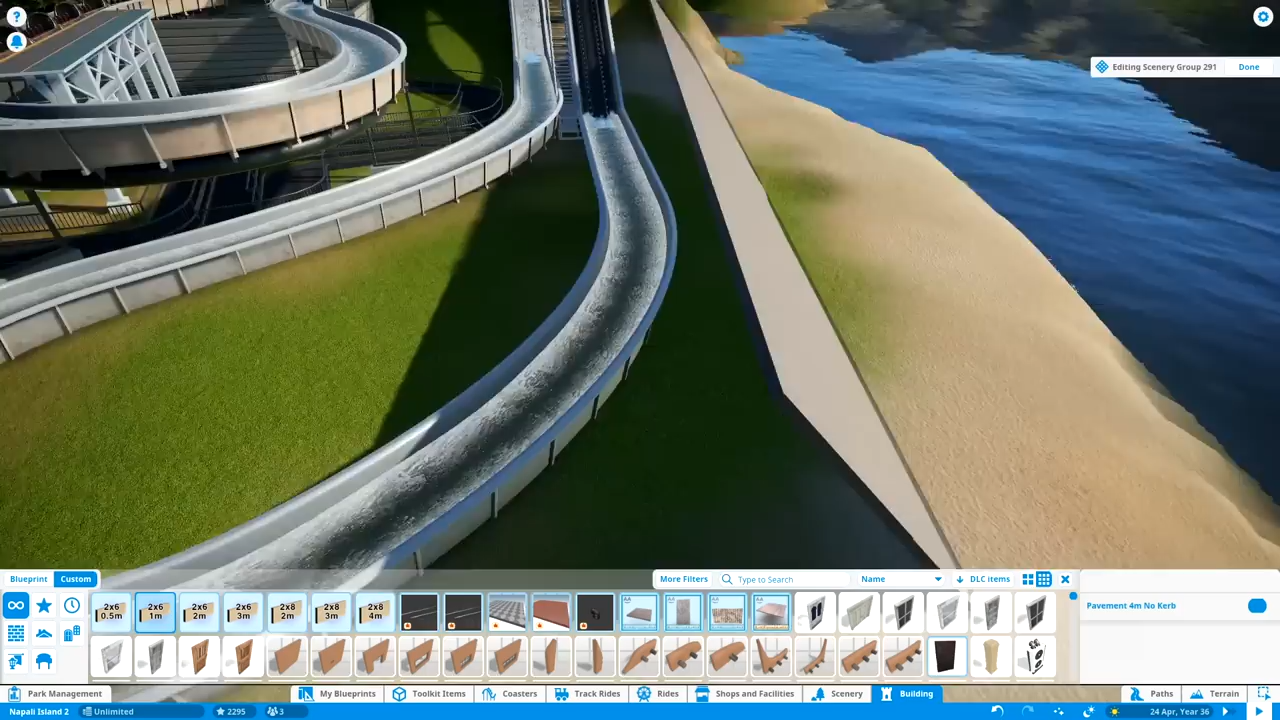 ?
Editing Scenery Group 291 Done
Blueprint Custom More Filters Type to Search Name DLC items
2x6 0.5m 2x6 1m 2x6 2m 2x6 3m 2x8 2m 2x8 3m 2x8 4m
Pavement 4m No Kerb
Park Management My Blueprints Toolkit Items Coasters Track Rides Rides Shops and Facilities Scenery Building Paths Terrain
Napali Island 2 Unlimited 2295 3 24 Apr, Year 36